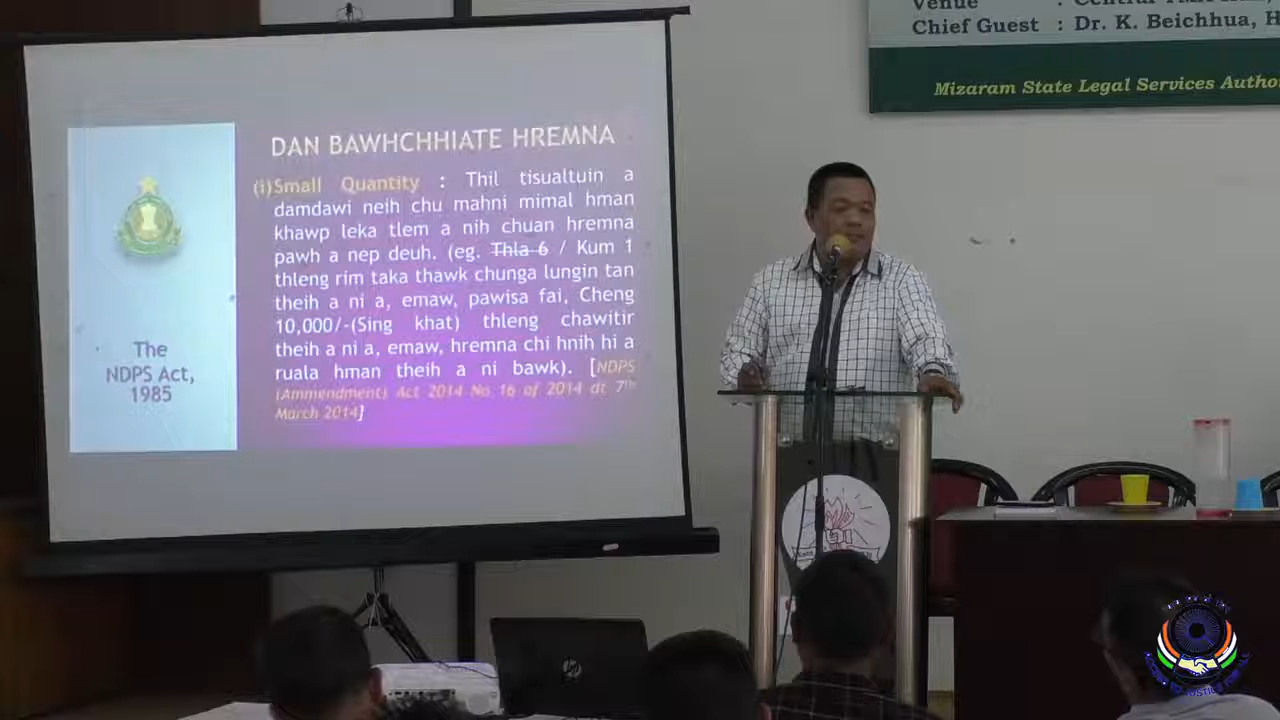 Venue : Central
Chief Guest : Dr. K. Beichhua, H
Mizaram State Legal Services Autho
DAN BAWHCHHIATE HREMNA
(i) Small Quantity : Thil tisualtuin a
damdawi neih chu mahni mimal hman
khawp leka tlem a nih chuan hremna
pawh a nep deuh. (eg. Thla 6 / Kum 1
thleng rim taka thawk chunga lungin tan
theih a ni a, emaw, pawisa fai, Cheng
10,000/-(Sing khat) thleng chawitir
theih a ni a, emaw, hremna chi hnih hi a
ruala hman theih a ni bawk). [NDPS
(Ammendment) Act 2014 No 16 of 2014 dt 7th
March 2014]
The
NDPS Act,
1985
hp